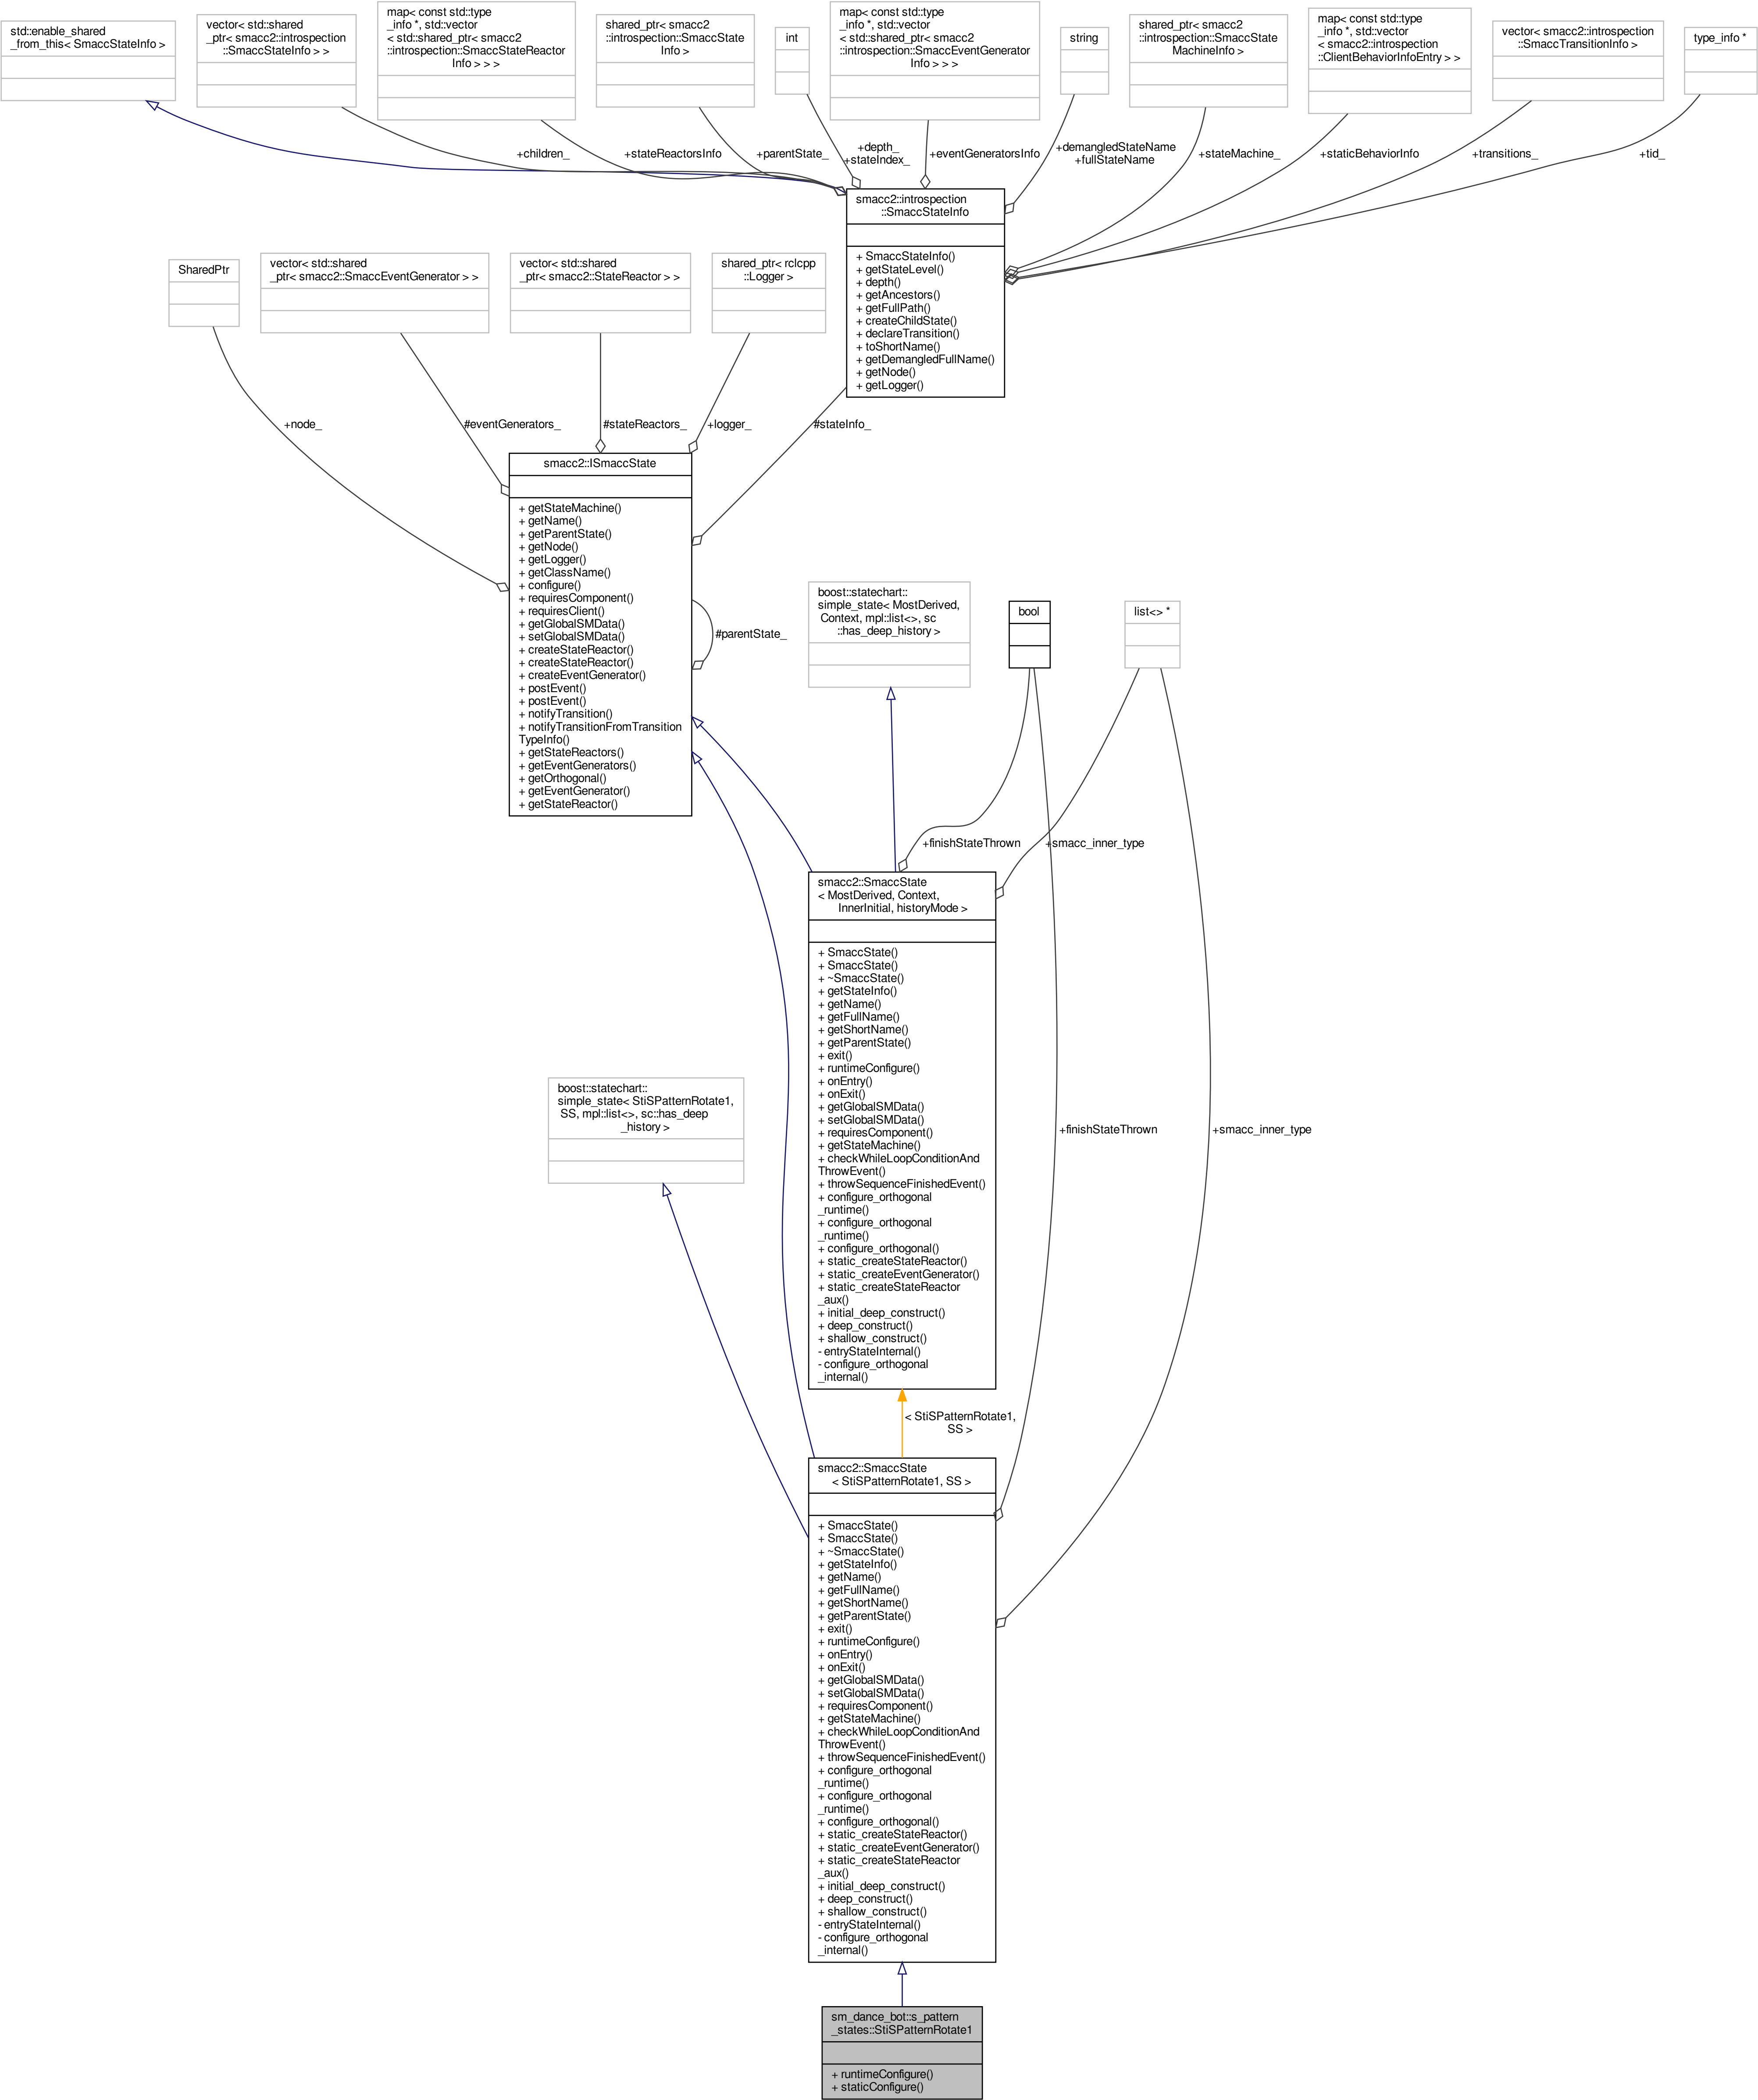 std::enable_shared
_from_this< SmaccStateInfo >
vector< std::shared
_ptr< smacc2::introspection
::SmaccStateInfo > >
map< const std::type
_info *, std::vector
< std::shared_ptr< smacc2
::introspection::SmaccStateReactor
Info > > >
shared_ptr< smacc2
::introspection::SmaccState
Info >
int
map< const std::type
_info *, std::vector
< std::shared_ptr< smacc2
::introspection::SmaccEventGenerator
Info > > >
string
shared_ptr< smacc2
::introspection::SmaccState
MachineInfo >
map< const std::type
_info *, std::vector
< smacc2::introspection
::ClientBehaviorInfoEntry > >
vector< smacc2::introspection
::SmaccTransitionInfo >
type_info *
+children_
+stateReactorsInfo
+parentState_
+depth_
+stateIndex_
+eventGeneratorsInfo
+demangledStateName
+fullStateName
+stateMachine_
+staticBehaviorInfo
+transitions_
+tid_
smacc2::introspection
::SmaccStateInfo
+ SmaccStateInfo()
+ getStateLevel()
+ depth()
+ getAncestors()
+ getFullPath()
+ createChildState()
+ declareTransition()
+ toShortName()
+ getDemangledFullName()
+ getNode()
+ getLogger()
SharedPtr
vector< std::shared
_ptr< smacc2::SmaccEventGenerator > >
vector< std::shared
_ptr< smacc2::StateReactor > >
shared_ptr< rclcpp
::Logger >
+node_
#eventGenerators_
#stateReactors_
+logger_
#stateInfo_
smacc2::ISmaccState
+ getStateMachine()
+ getName()
+ getParentState()
+ getNode()
+ getLogger()
+ getClassName()
+ configure()
+ requiresComponent()
+ requiresClient()
+ getGlobalSMData()
+ setGlobalSMData()
+ createStateReactor()
+ createStateReactor()
+ createEventGenerator()
+ postEvent()
+ postEvent()
+ notifyTransition()
+ notifyTransitionFromTransition
TypeInfo()
+ getStateReactors()
+ getEventGenerators()
+ getOrthogonal()
+ getEventGenerator()
+ getStateReactor()
#parentState_
boost::statechart::
simple_state< MostDerived,
Context, mpl::list<>, sc
::has_deep_history >
bool
list<> *
+finishStateThrown
+smacc_inner_type
smacc2::SmaccState
< MostDerived, Context,
InnerInitial, historyMode >
+ SmaccState()
+ SmaccState()
+ ~SmaccState()
+ getStateInfo()
+ getName()
+ getFullName()
+ getShortName()
+ getParentState()
+ exit()
+ runtimeConfigure()
+ onEntry()
+ onExit()
+ getGlobalSMData()
+ setGlobalSMData()
+ requiresComponent()
+ getStateMachine()
+ checkWhileLoopConditionAnd
ThrowEvent()
+ throwSequenceFinishedEvent()
+ configure_orthogonal
_runtime()
+ configure_orthogonal
_runtime()
+ configure_orthogonal()
+ static_createStateReactor()
+ static_createEventGenerator()
+ static_createStateReactor
_aux()
+ initial_deep_construct()
+ deep_construct()
+ shallow_construct()
- entryStateInternal()
- configure_orthogonal
_internal()
boost::statechart::
simple_state< StiSPatternRotate1,
SS, mpl::list<>, sc::has_deep
_history >
+finishStateThrown
+smacc_inner_type
< StiSPatternRotate1,
SS >
smacc2::SmaccState
< StiSPatternRotate1, SS >
+ SmaccState()
+ SmaccState()
+ ~SmaccState()
+ getStateInfo()
+ getName()
+ getFullName()
+ getShortName()
+ getParentState()
+ exit()
+ runtimeConfigure()
+ onEntry()
+ onExit()
+ getGlobalSMData()
+ setGlobalSMData()
+ requiresComponent()
+ getStateMachine()
+ checkWhileLoopConditionAnd
ThrowEvent()
+ throwSequenceFinishedEvent()
+ configure_orthogonal
_runtime()
+ configure_orthogonal
_runtime()
+ configure_orthogonal()
+ static_createStateReactor()
+ static_createEventGenerator()
+ static_createStateReactor
_aux()
+ initial_deep_construct()
+ deep_construct()
+ shallow_construct()
- entryStateInternal()
- configure_orthogonal
_internal()
sm_dance_bot::s_pattern
_states::StiSPatternRotate1
+ runtimeConfigure()
+ staticConfigure()